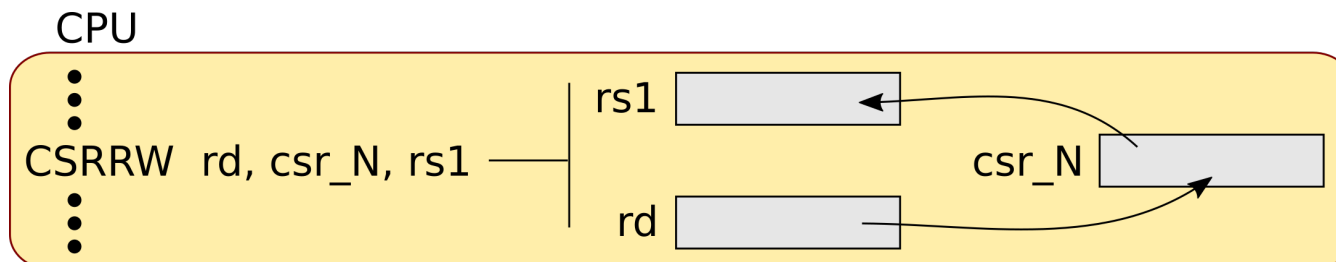 CPU
rs1
CSRRW rd, csr_N, rs1
csr_N
rd